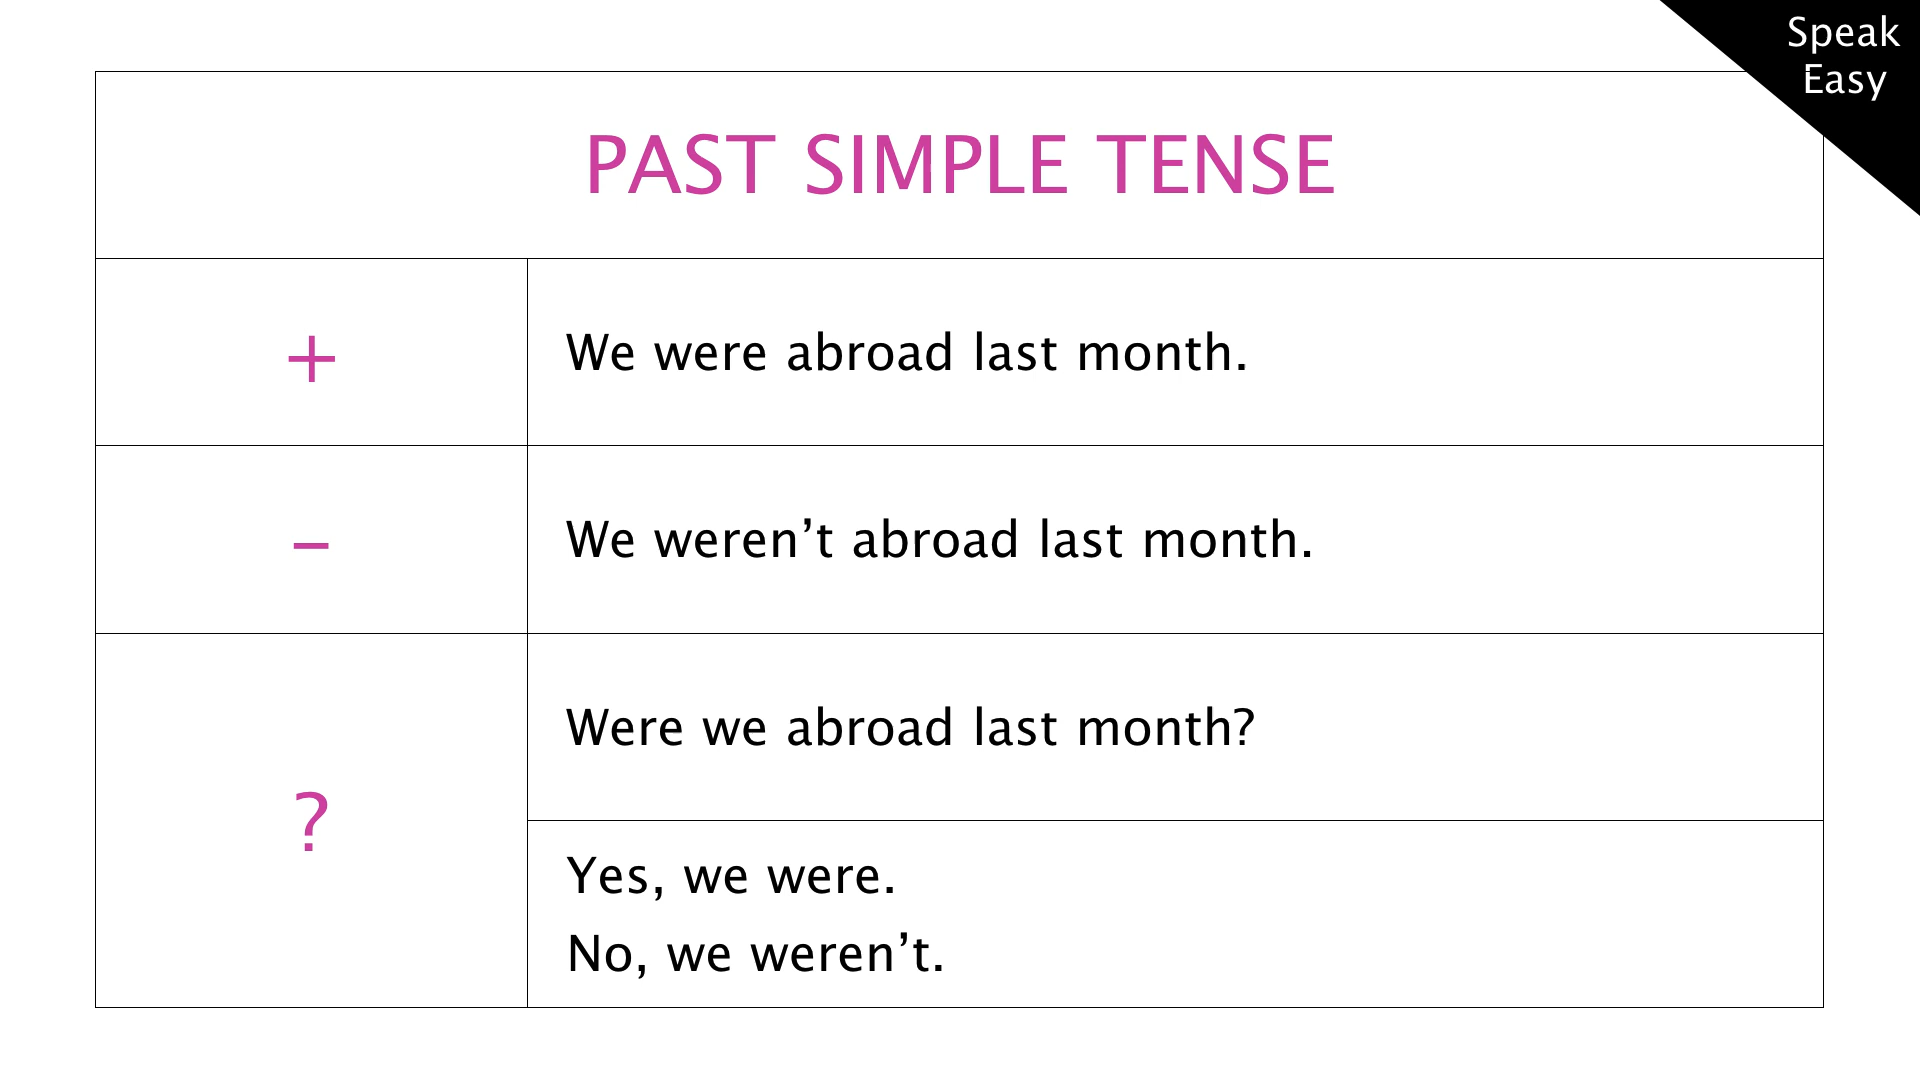 Speak
Easy
PAST SIMPLE TENSE
+
We were abroad last month.
–
We weren’t abroad last month.
?
Were we abroad last month?
Yes, we were.
No, we weren’t.